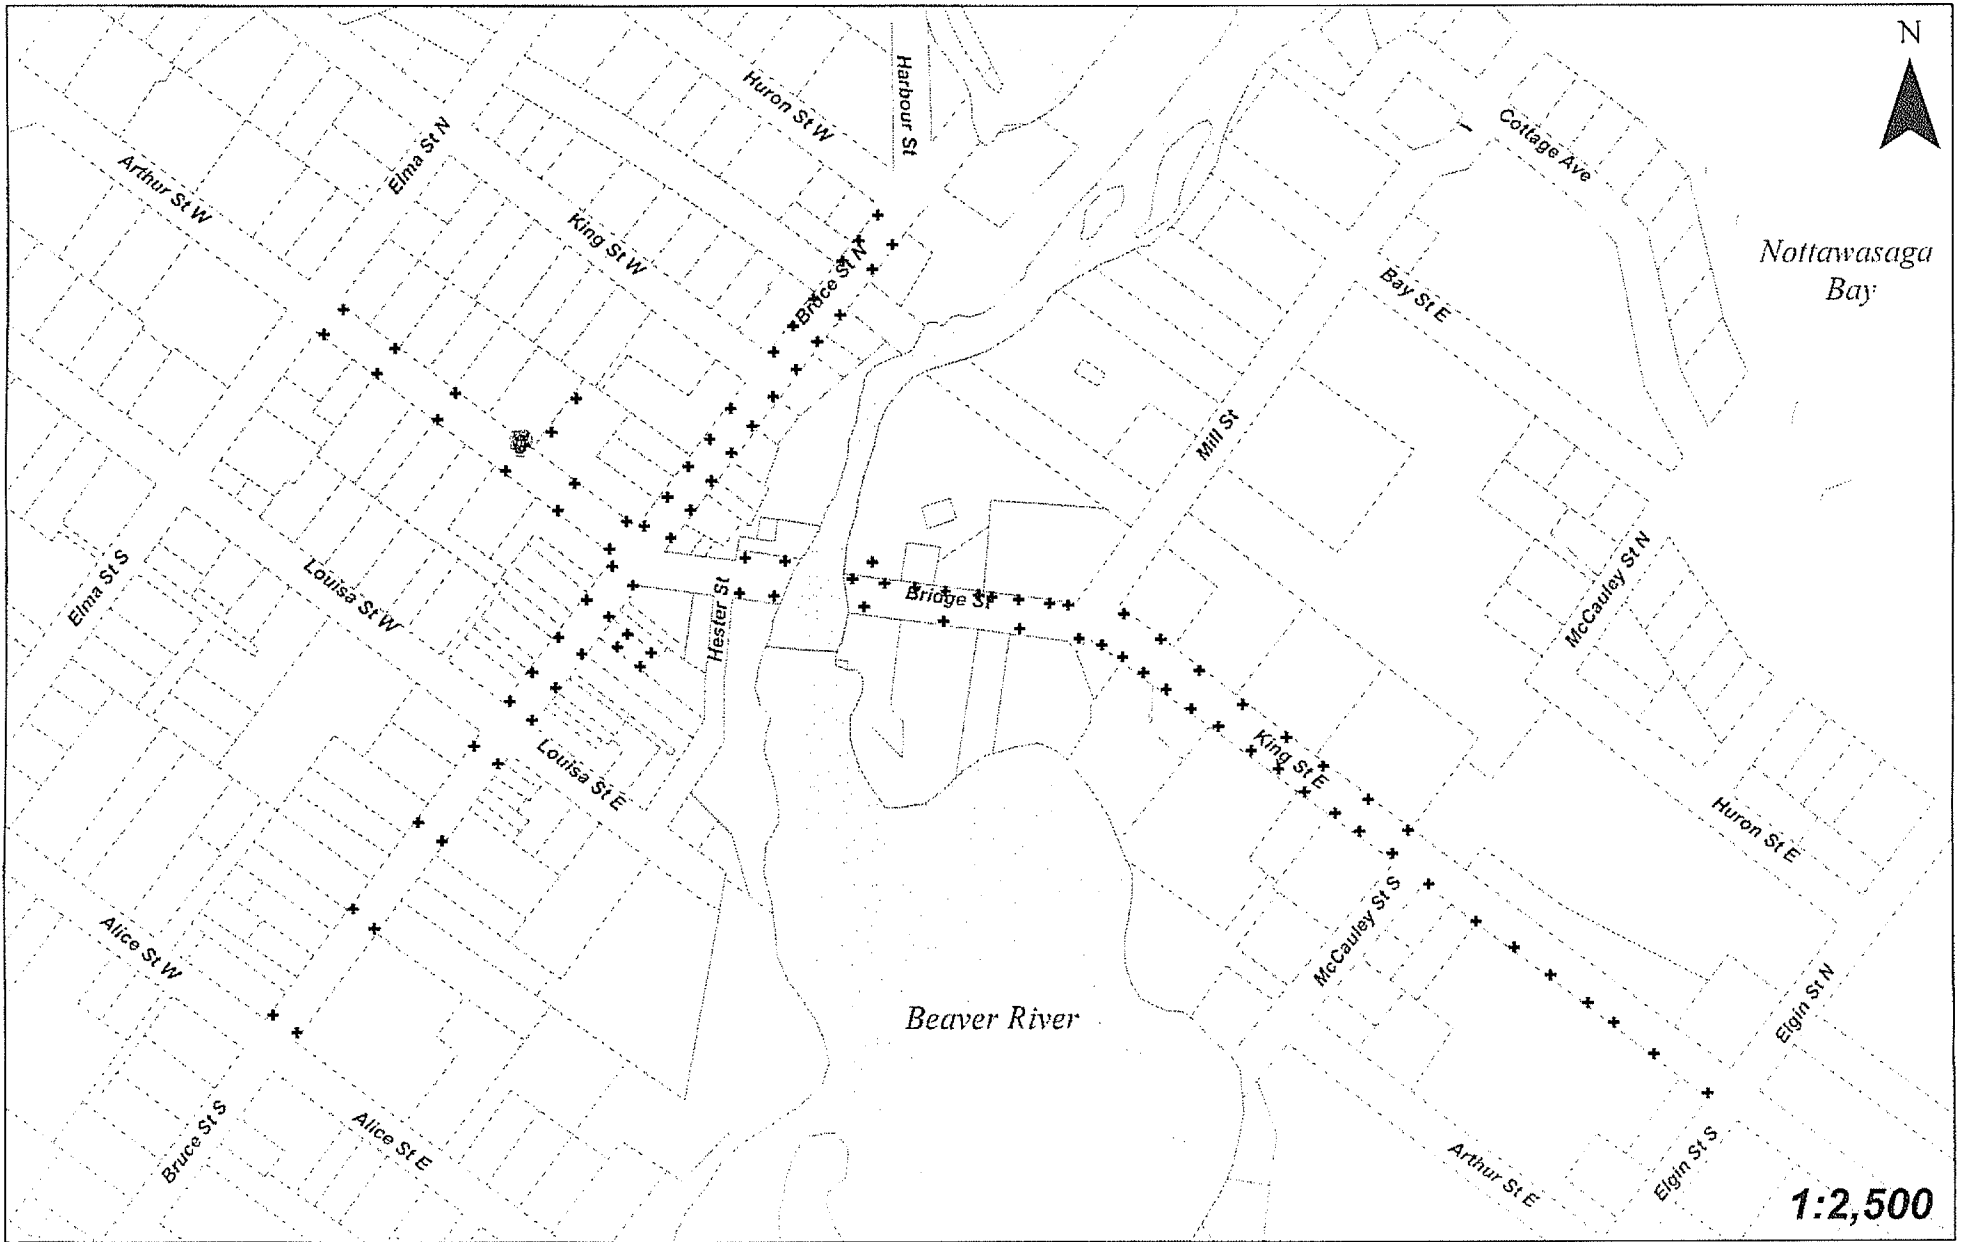 N
Harbour St
Huron St W
Cottage Ave
Elma St N
Arthur St W
King St W
Bruce St N
Nottawasaga
Bay
Bay St E
Mill St
McCauley St N
Elma St S
Louisa St W
Hester St
Bridge St
King St E
Louisa St E
Huron St E
Alice St W
McCauley St S
Elgin St N
Beaver River
Bruce St S
Alice St E
Arthur St E
Elgin St S
1:2,500